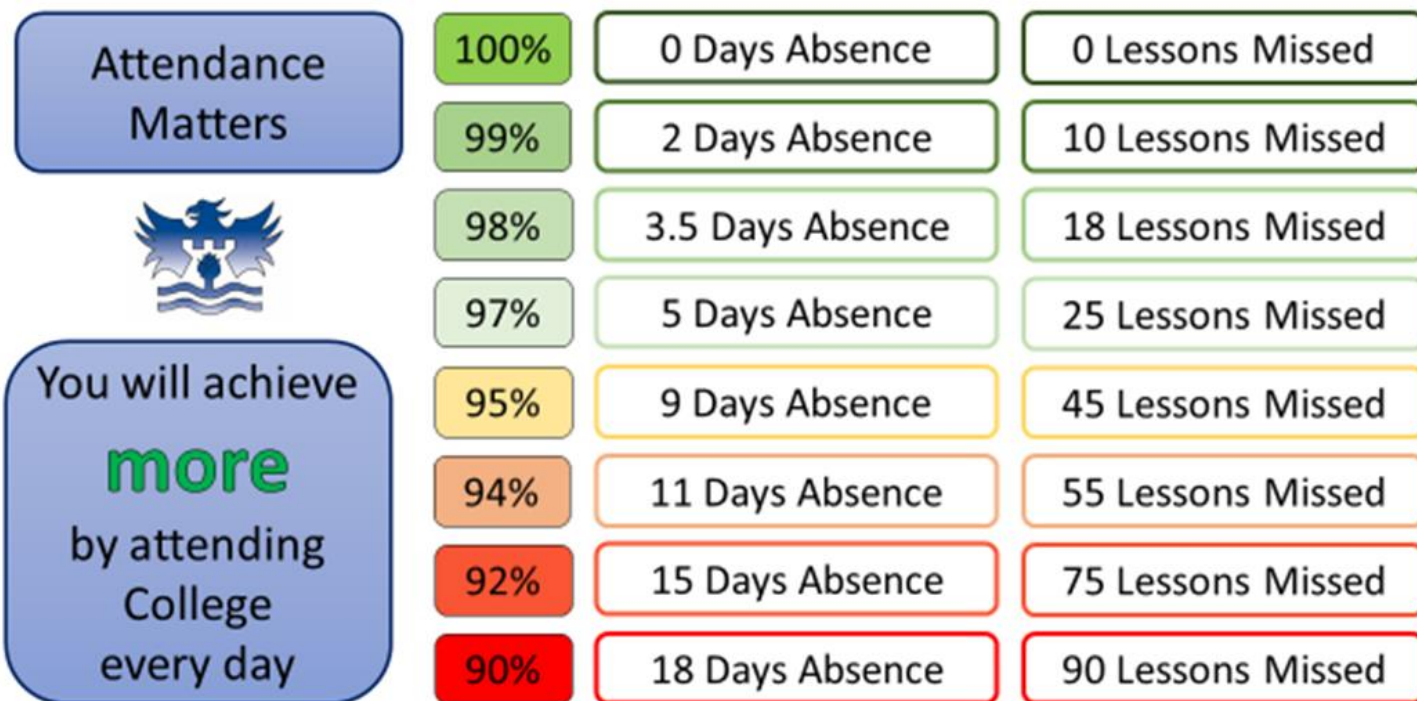 Attendance
Matters
You will achieve
more
by attending
College
every day
100% 0 Days Absence 0 Lessons Missed
99% 2 Days Absence 10 Lessons Missed
98% 3.5 Days Absence 18 Lessons Missed
97% 5 Days Absence 25 Lessons Missed
95% 9 Days Absence 45 Lessons Missed
94% 11 Days Absence 55 Lessons Missed
92% 15 Days Absence 75 Lessons Missed
90% 18 Days Absence 90 Lessons Missed